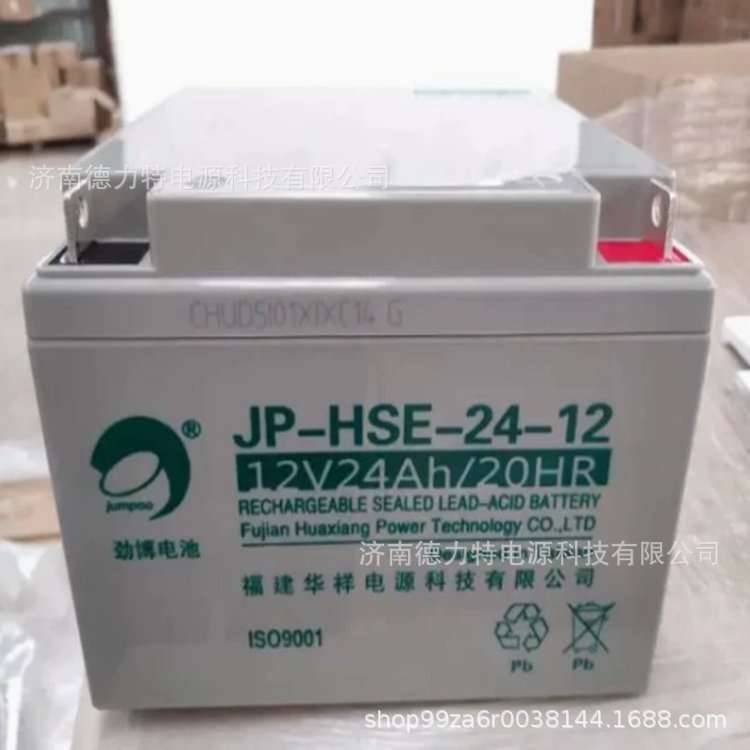 济南德力特电源科技有限公司
CHUD5I01XIXC14 G
®
JP-HSE-24-12
12V24Ah/20HR
RECHARGEABLE SEALED LEAD-ACID BATTERY
jumpoo
Fujian Huaxiang Power Technology CO.,LTD
劲博电池
济南德力特电源科技有限公司
福建华祥电源科技有限公司
ISO9001
Pb
Pb
shop99za6r0038144.1688.com